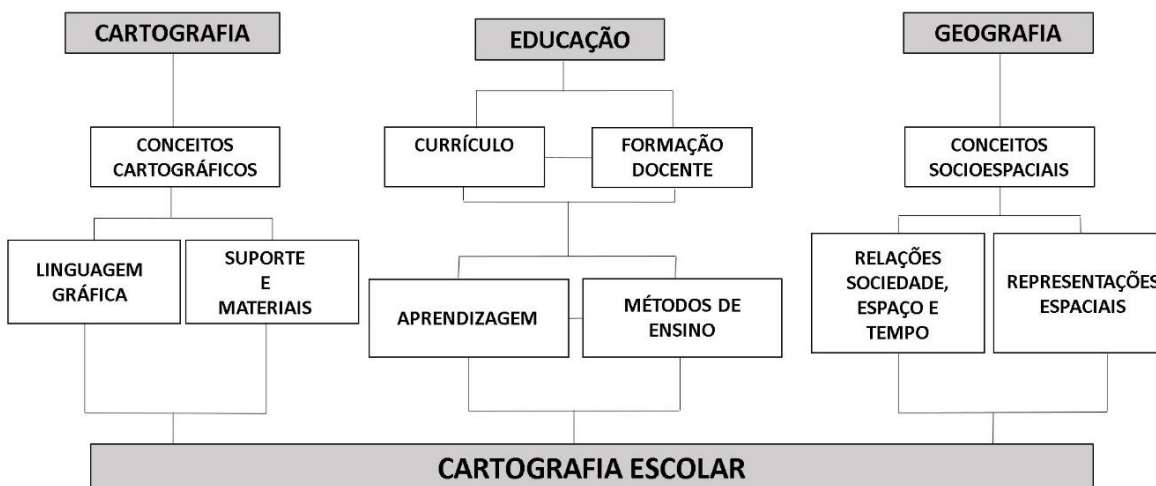 CARTOGRAFIA
EDUCAÇÃO
GEOGRAFIA
CONCEITOS
CARTOGRÁFICOS
CURRÍCULO
FORMAÇÃO
DOCENTE
CONCEITOS
SOCIOESPACIAIS
LINGUAGEM
GRÁFICA
SUPORTE
E
MATERIAIS
APRENDIZAGEM
MÉTODOS DE
ENSINO
RELAÇÕES
SOCIEDADE,
ESPAÇO E
TEMPO
REPRESENTAÇÕES
ESPACIAIS
CARTOGRAFIA ESCOLAR